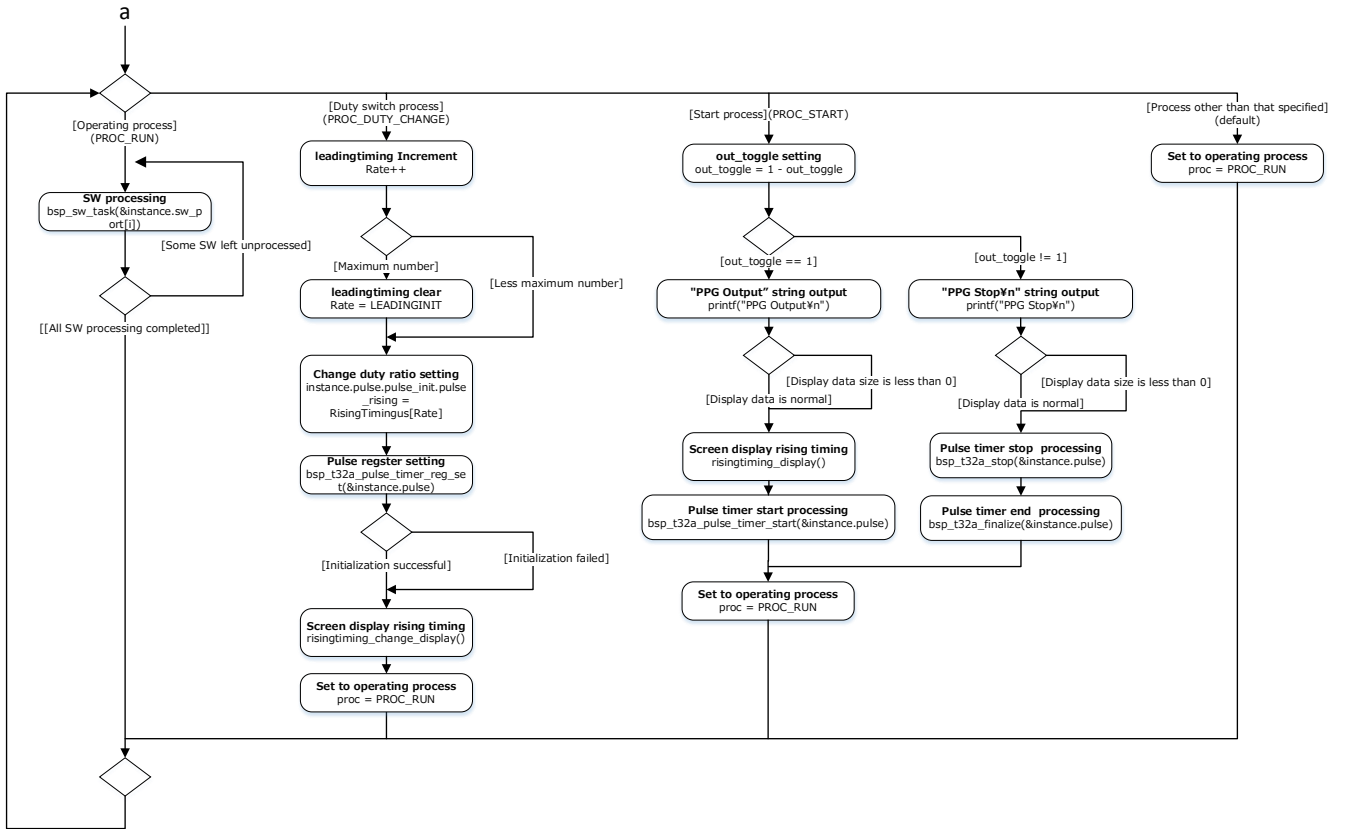 a
[Operating process]
(PROC_RUN)
SW processing
bsp_sw_task(&instance.sw_p
ort[i])
[Some SW left unprocessed]
[[All SW processing completed]]
[Duty switch process]
(PROC_DUTY_CHANGE)
leadingtiming Increment
Rate++
[Maximum number]
[Less maximum number]
leadingtiming clear
Rate = LEADINGINIT
Change duty ratio setting
instance.pulse.pulse_init.pulse
_rising =
RisingTimingus[Rate]
Pulse regster setting
bsp_t32a_pulse_timer_reg_se
t(&instance.pulse)
[Initialization successful]
[Initialization failed]
Screen display rising timing
risingtiming_change_display()
Set to operating process
proc = PROC_RUN
[Start process](PROC_START)
out_toggle setting
out_toggle = 1 - out_toggle
[out_toggle == 1]
[out_toggle != 1]
"PPG Output” string output
printf("PPG Output¥n")
[Display data size is less than 0]
[Display data is normal]
Screen display rising timing
risingtiming_display()
Pulse timer start processing
bsp_t32a_pulse_timer_start(&instance.pulse)
"PPG Stop¥n" string output
printf("PPG Stop¥n")
[Display data size is less than 0]
[Display data is normal]
Pulse timer stop  processing
bsp_t32a_stop(&instance.pulse)
Pulse timer end  processing
bsp_t32a_finalize(&instance.pulse)
Set to operating process
proc = PROC_RUN
[Process other than that specified]
(default)
Set to operating process
proc = PROC_RUN